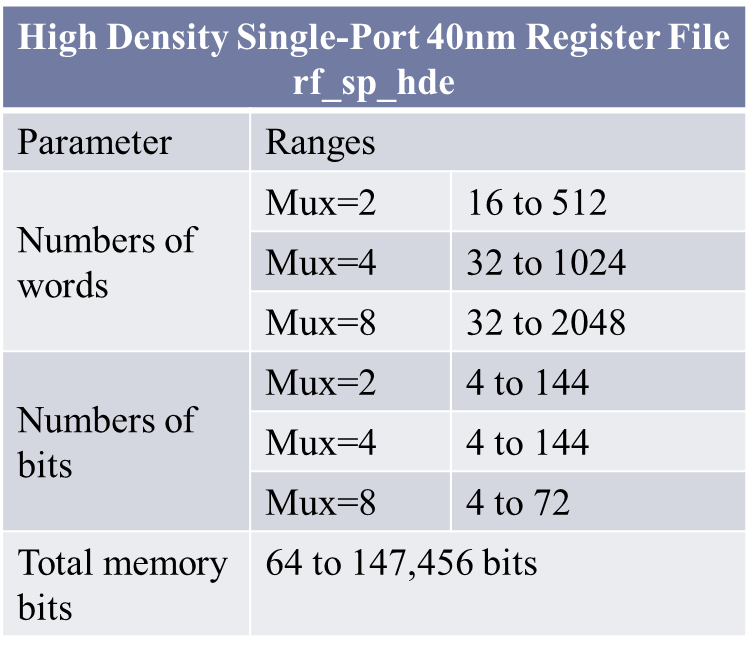 High Density Single-Port 40nm Register File
rf_sp_hde
Parameter
Ranges
Numbers of
words
Mux=2
16 to 512
Mux=4
32 to 1024
Mux=8
32 to 2048
Numbers of
bits
Mux=2
4 to 144
Mux=4
4 to 144
Mux=8
4 to 72
Total memory
bits
64 to 147,456 bits